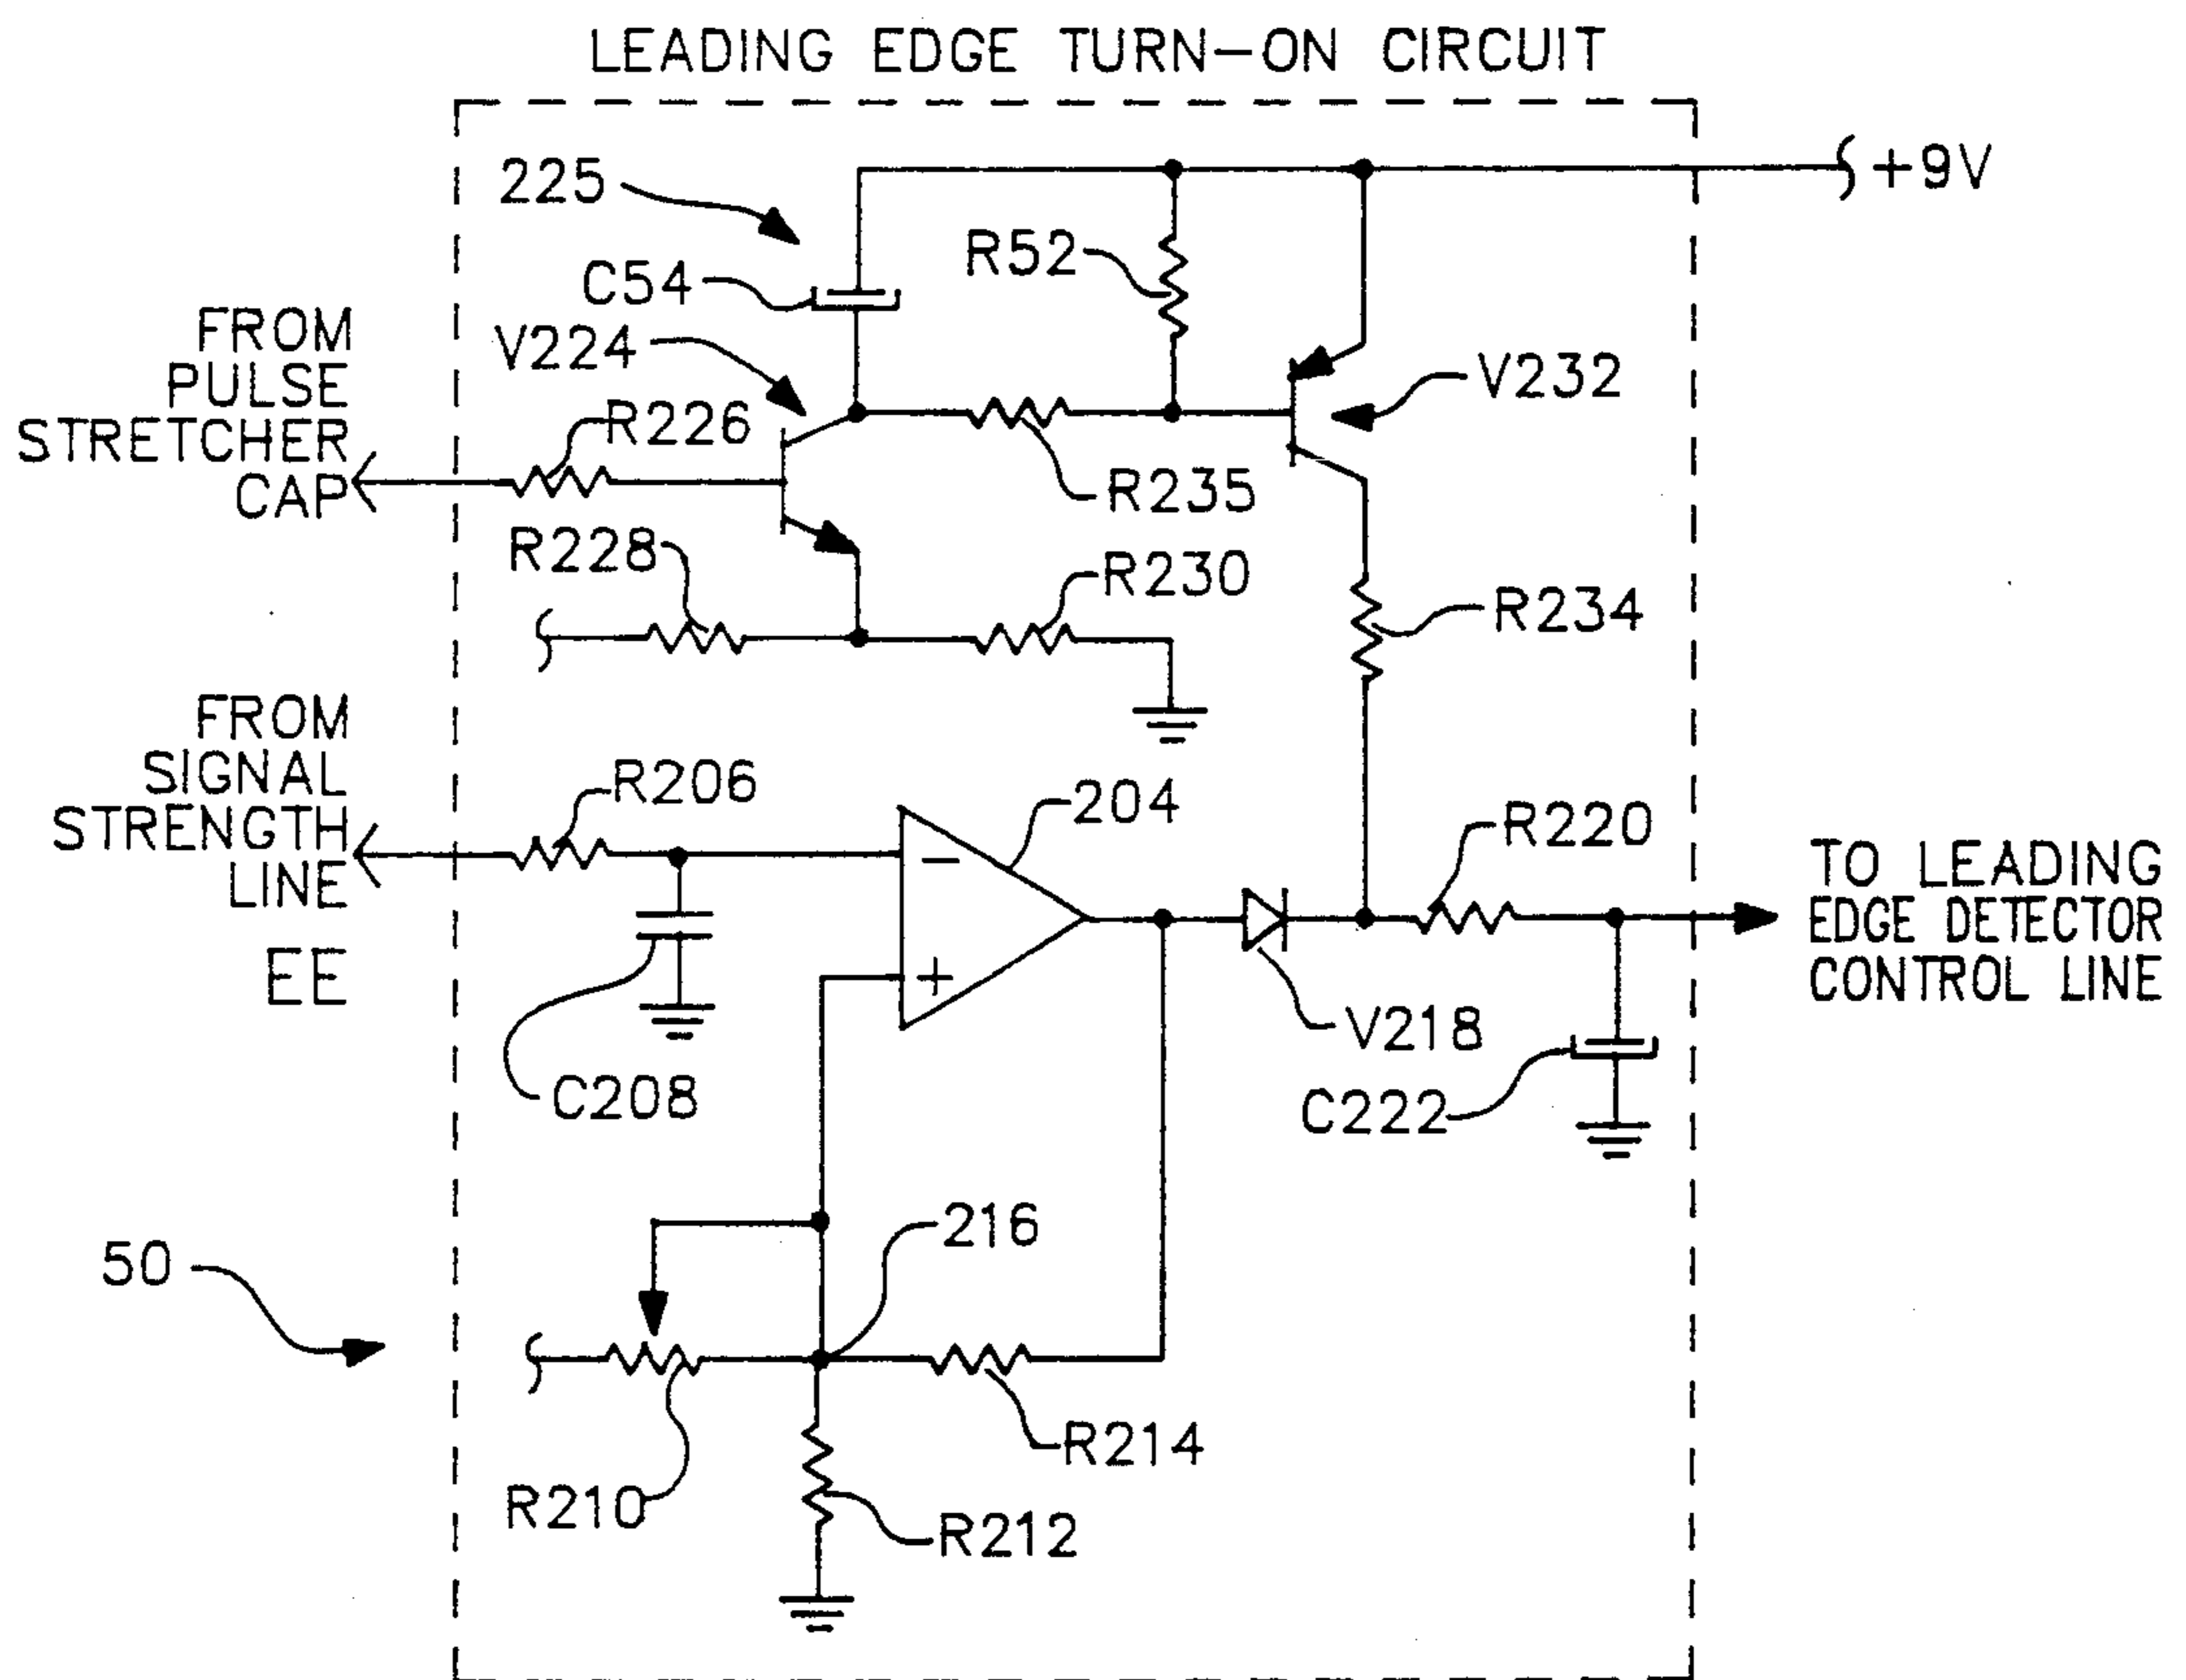 LEADING EDGE TURN-ON CIRCUIT
225
+9V
R52
C54
FROM
PULSE
STRETCHER
CAP
V224
V232
R226
R235
R228
R230
R234
FROM
SIGNAL
STRENGTH
LINE
EE
R206
204
R220
TO LEADING
EDGE DETECTOR
CONTROL LINE
−
+
V218
C208
C222
216
50
R214
R210
R212